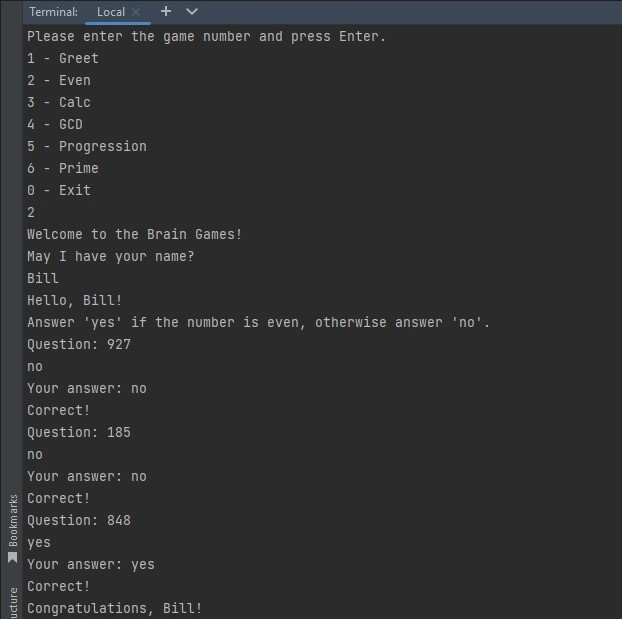 Terminal: Local
Please enter the game number and press Enter.
1 - Greet
2 - Even
3 - Calc
4 - GCD
5 - Progression
6 - Prime
0 - Exit
2
Welcome to the Brain Games!
May I have your name?
Bill
Hello, Bill!
Answer 'yes' if the number is even, otherwise answer 'no'.
Question: 927
no
Your answer: no
Correct!
Question: 185
no
Your answer: no
Correct!
Question: 848
yes
Your answer: yes
Correct!
Congratulations, Bill!
Bookmarks
ucture